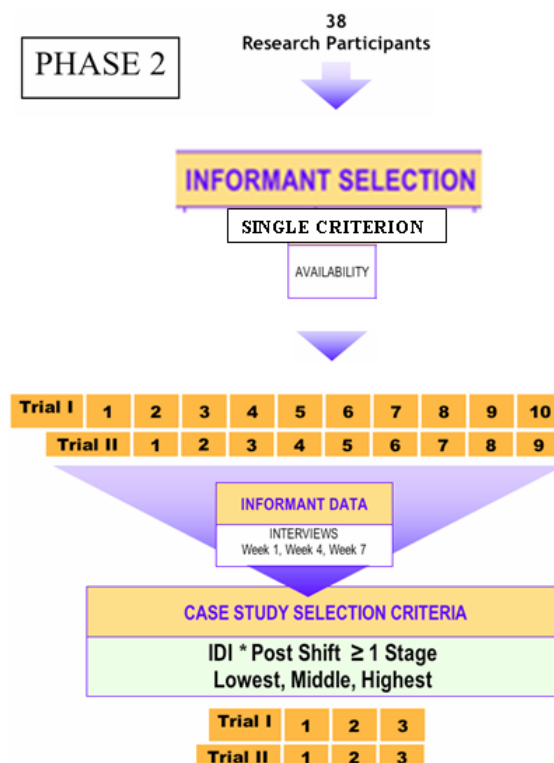 38
Research Participants
PHASE 2
INFORMANT SELECTION
SINGLE CRITERION
AVAILABILITY
Trial I 1 2 3 4 5 6 7 8 9 10
Trial II 1 2 3 4 5 6 7 8 9
INFORMANT DATA
INTERVIEWS
Week 1, Week 4, Week 7
CASE STUDY SELECTION CRITERIA
IDI * Post Shift ≥ 1 Stage
Lowest, Middle, Highest
Trial I 1 2 3
Trial II 1 2 3